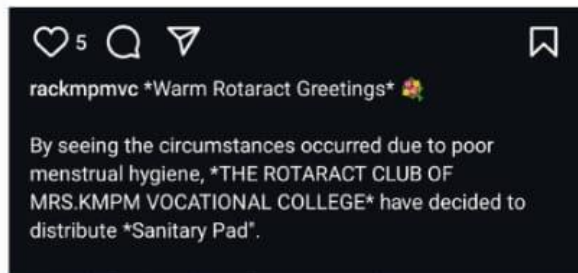 5
rackmpmvc *Warm Rotaract Greetings* 💐
By seeing the circumstances occurred due to poor
menstrual hygiene, *THE ROTARACT CLUB OF
MRS.KMPM VOCATIONAL COLLEGE* have decided to
distribute *Sanitary Pad".